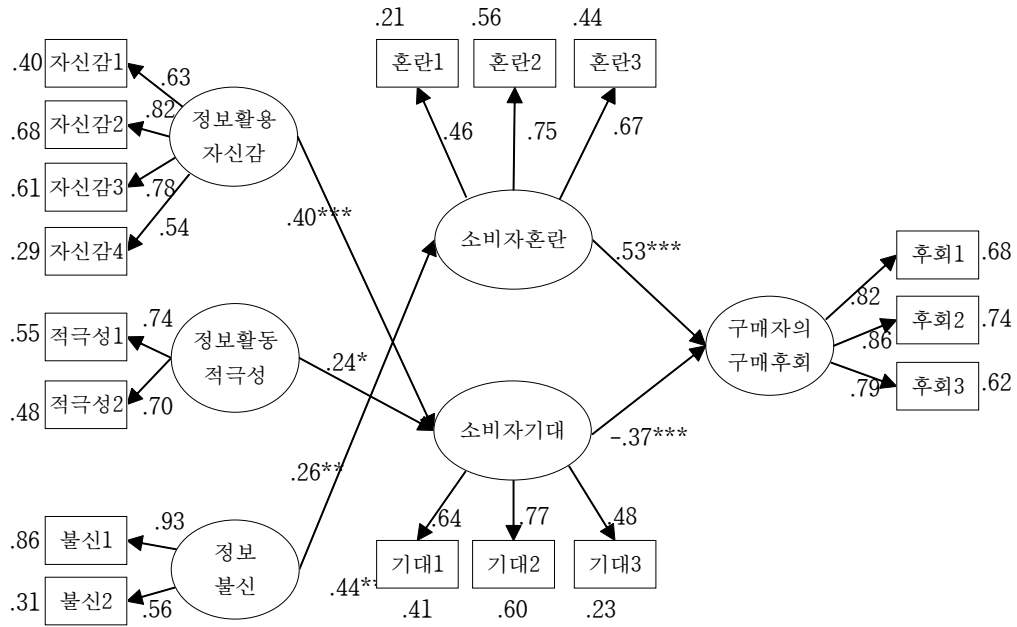 .21 .56 .44
.40 자신감1 혼란1 혼란2 혼란3
.63
.82
.68 자신감2 정보활용
자신감
.46 .75 .67
.61 자신감3 .78
.54
.29 자신감4
.40***
소비자혼란
.53***
후회1 .68
.82
.55 적극성1 .74
정보활동
적극성
.24*
구매자의
구매후회
후회2 .74
.86
.48 적극성2 .70
후회3 .62
.79
소비자기대
-.37***
.26**
.64 .77 .48
.86 불신1 .93
정보
불신
기대1 기대2 기대3
.44*
.31 불신2 .56
.41 .60 .23